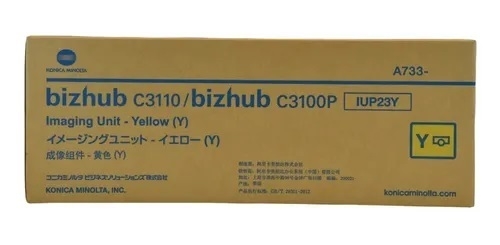 KONICA MINOLTA
A733-
bizhub C3110/bizhub C3100P IUP23Y
Imaging Unit - Yellow (Y)
イメージングユニット - イエロー (Y)
成像组件 - 黄色 (Y)
Y
コニカミノルタ ビジネスソリューションズ株式会社
KONICA MINOLTA, INC.
konicaminolta.com